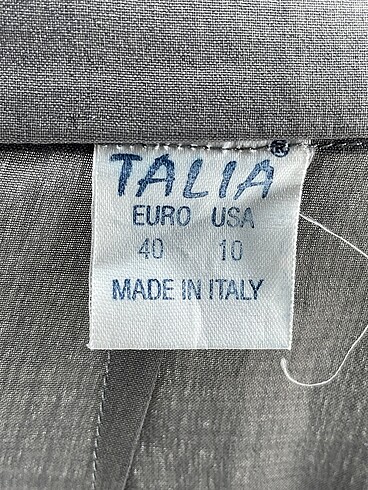 TALIA®
EURO USA
40 10
MADE IN ITALY